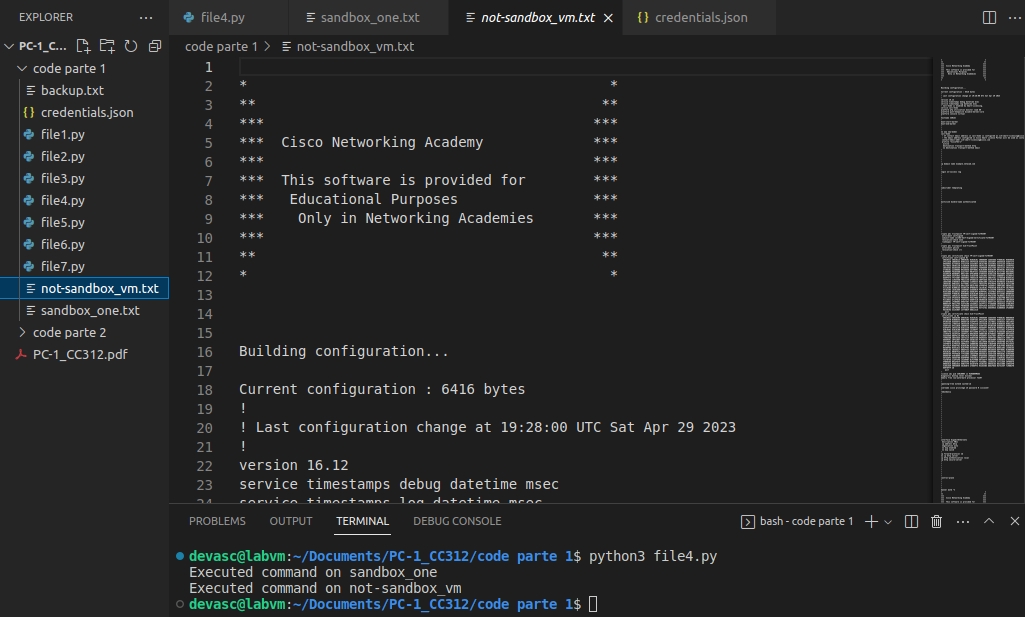 EXPLORER
PC-1_C...
code parte 1
backup.txt
credentials.json
file1.py
file2.py
file3.py
file4.py
file5.py
file6.py
file7.py
not-sandbox_vm.txt
sandbox_one.txt
code parte 2
PC-1_CC312.pdf
file4.py
sandbox_one.txt
not-sandbox_vm.txt
credentials.json
code parte 1 > not-sandbox_vm.txt
1
2 * *
3 ** **
4 *** ***
5 *** Cisco Networking Academy ***
6 *** ***
7 *** This software is provided for ***
8 *** Educational Purposes ***
9 *** Only in Networking Academies ***
10 *** ***
11 ** **
12 * *
13
14
15
16 Building configuration...
17
18 Current configuration : 6416 bytes
19 !
20 ! Last configuration change at 19:28:00 UTC Sat Apr 29 2023
21 !
22 version 16.12
23 service timestamps debug datetime msec
24 service timestamps log datetime msec
PROBLEMS OUTPUT TERMINAL DEBUG CONSOLE
bash - code parte 1
devasc@labvm:~/Documents/PC-1_CC312/code parte 1$ python3 file4.py
Executed command on sandbox_one
Executed command on not-sandbox_vm
devasc@labvm:~/Documents/PC-1_CC312/code parte 1$